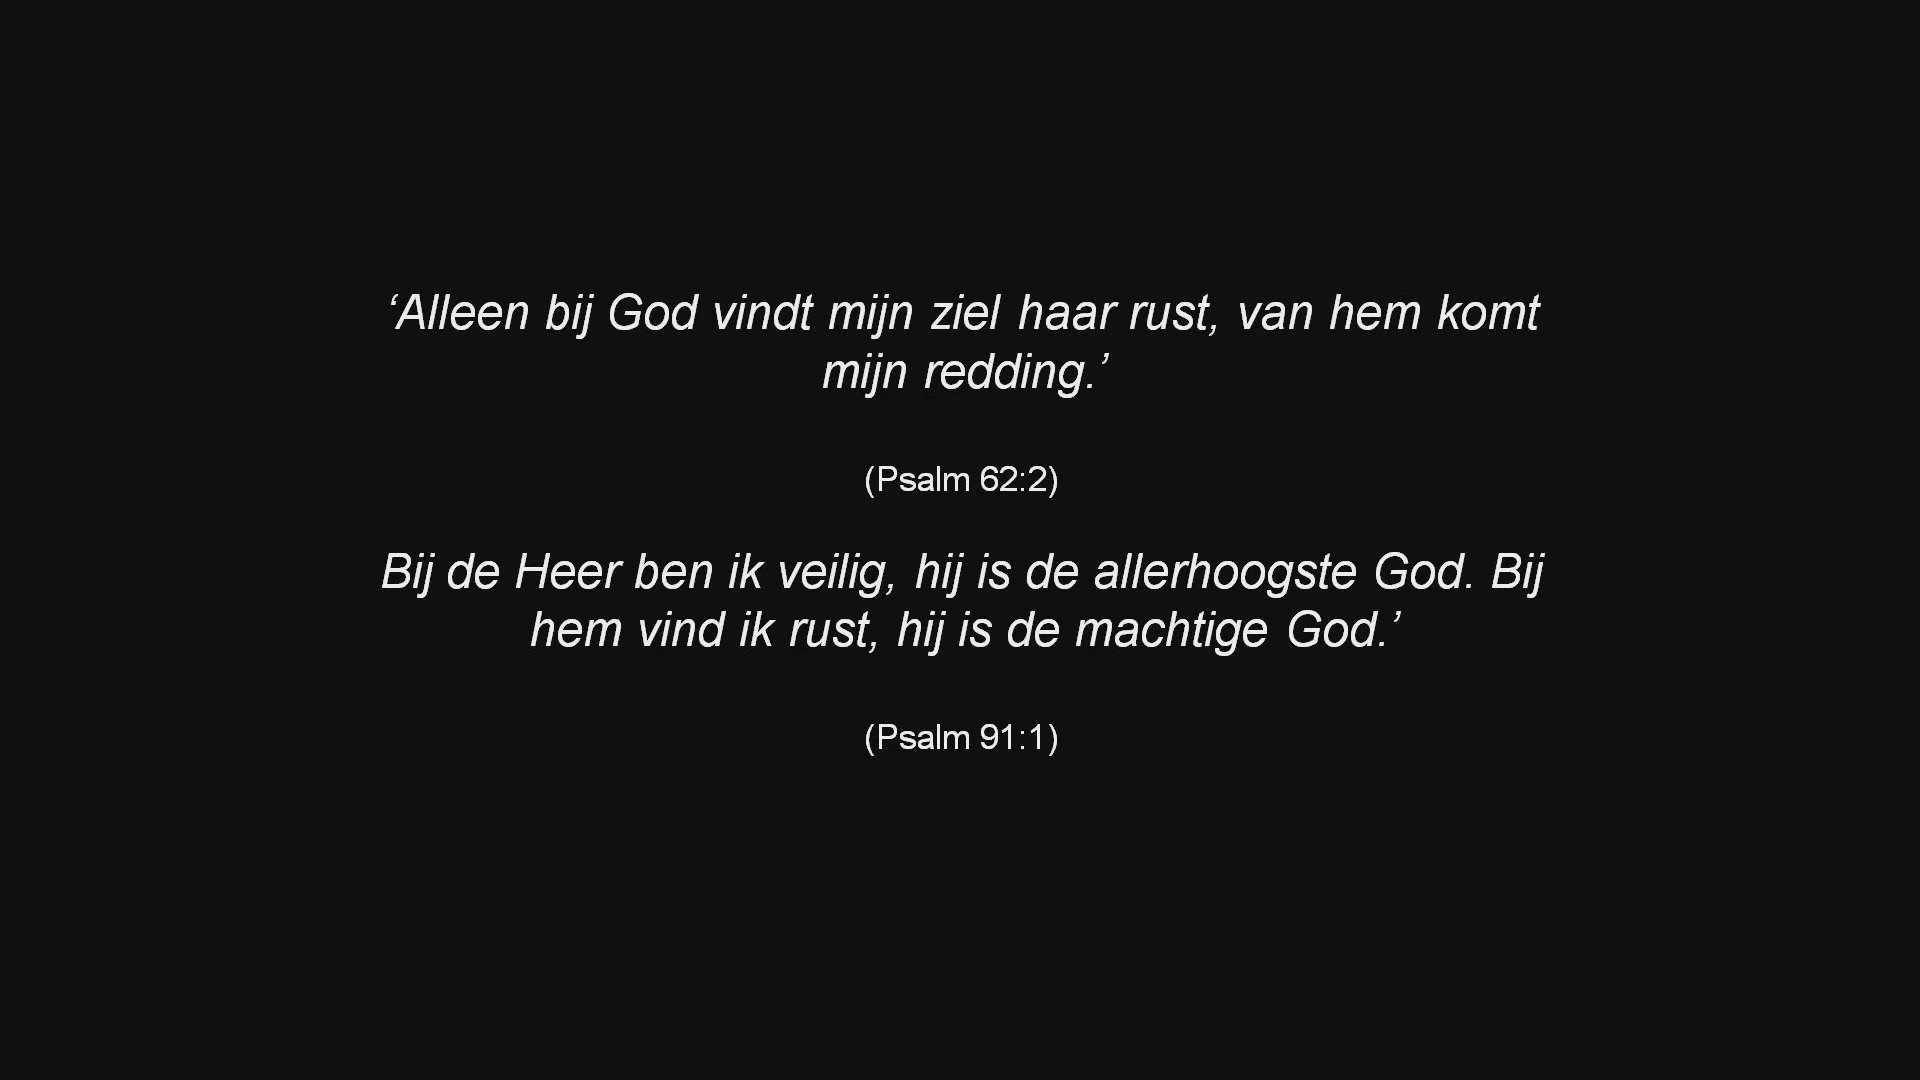 ‘Alleen bij God vindt mijn ziel haar rust, van hem komt
mijn redding.’
(Psalm 62:2)
Bij de Heer ben ik veilig, hij is de allerhoogste God. Bij
hem vind ik rust, hij is de machtige God.’
(Psalm 91:1)